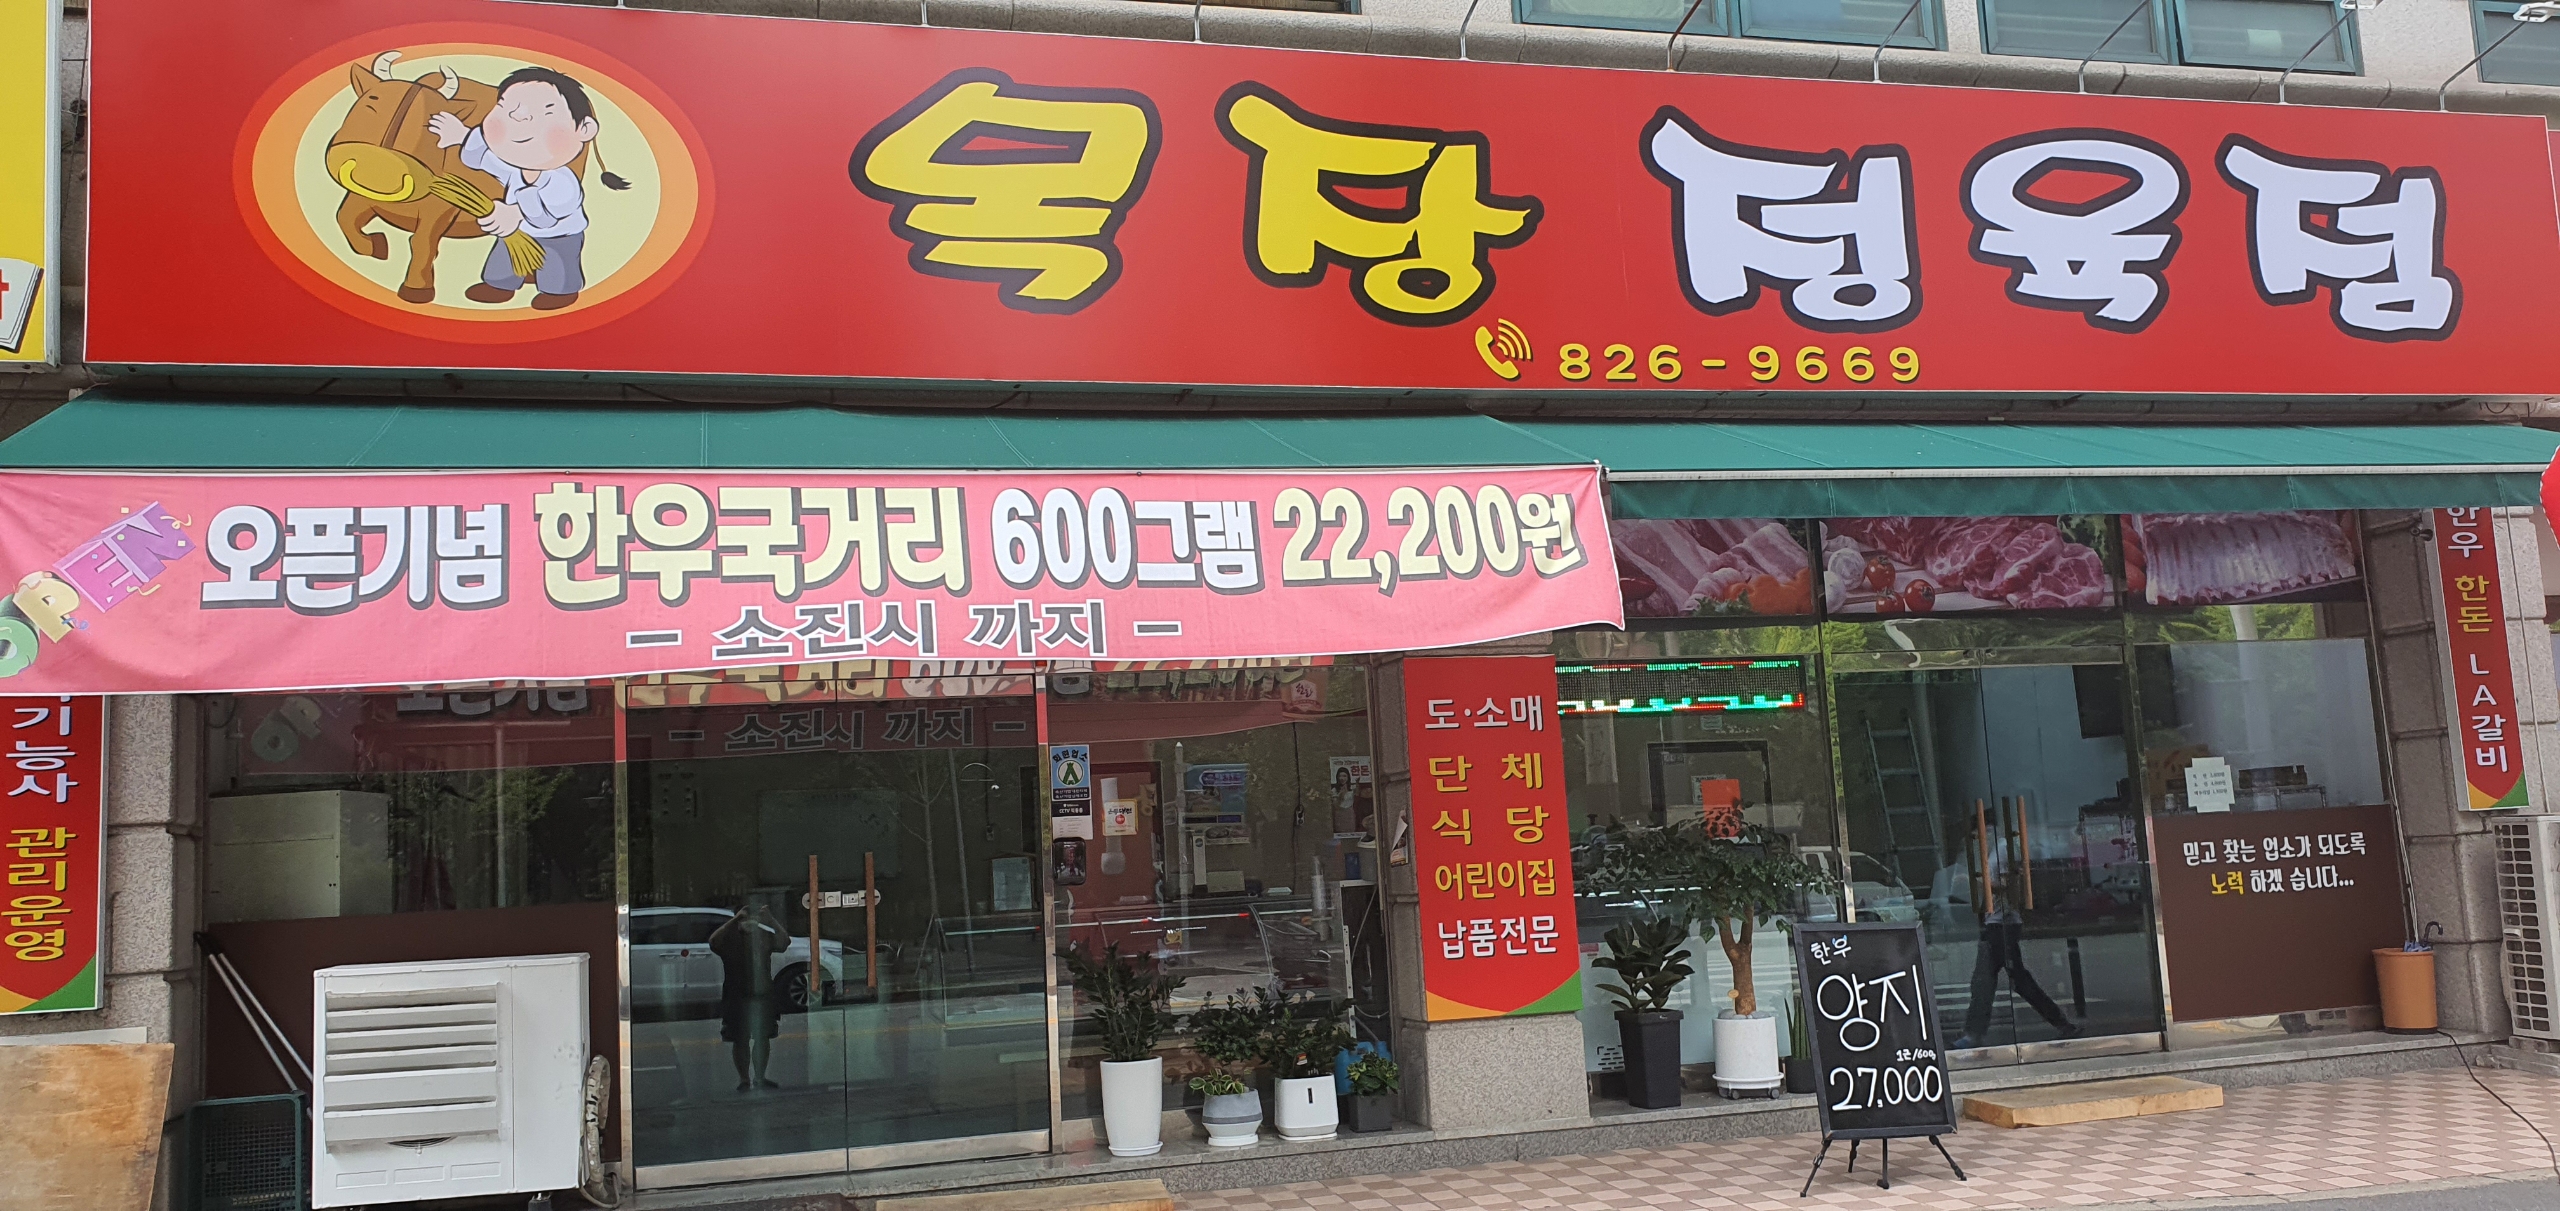 목장 정육점
826-9669
OPEN
오픈기념 한우국거리 600그램 22,200원
- 소진시 까지 -
기능사 관리운영
도·소매
단체
식당
어린이집
납품전문
한우 한돈 LA갈비
믿고 찾는 업소가 되도록
노력 하겠 습니다...
한우
양지
1근/600g
27,000